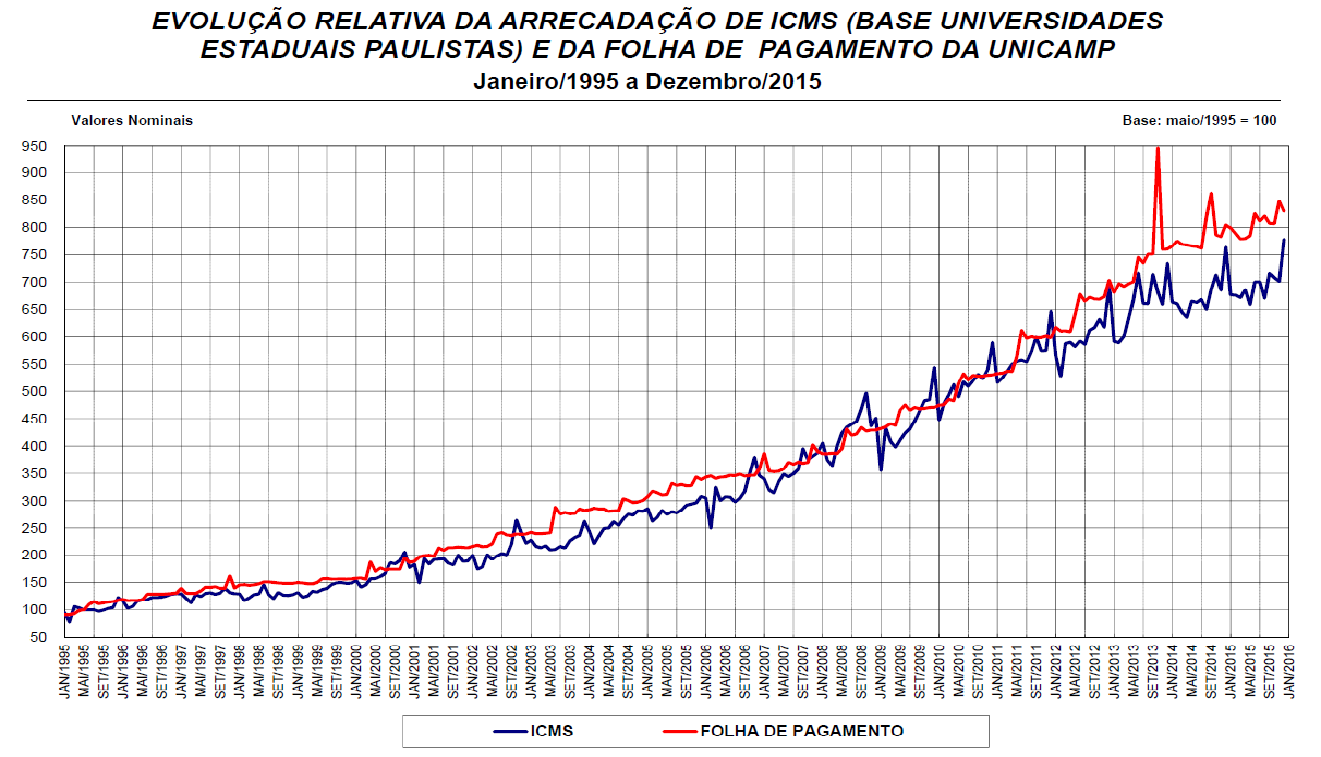 EVOLUÇÃO RELATIVA DA ARRECADAÇÃO DE ICMS (BASE UNIVERSIDADES
ESTADUAIS PAULISTAS) E DA FOLHA DE PAGAMENTO DA UNICAMP
Janeiro/1995 a Dezembro/2015
Valores Nominais
Base: maio/1995 = 100
950
900
850
800
750
700
650
600
550
500
450
400
350
300
250
200
150
100
50
JAN/1995
MAI/1995
SET/1995
JAN/1996
MAI/1996
SET/1996
JAN/1997
MAI/1997
SET/1997
JAN/1998
MAI/1998
SET/1998
JAN/1999
MAI/1999
SET/1999
JAN/2000
MAI/2000
SET/2000
JAN/2001
MAI/2001
SET/2001
JAN/2002
MAI/2002
SET/2002
JAN/2003
MAI/2003
SET/2003
JAN/2004
MAI/2004
SET/2004
JAN/2005
MAI/2005
SET/2005
JAN/2006
MAI/2006
SET/2006
JAN/2007
MAI/2007
SET/2007
JAN/2008
MAI/2008
SET/2008
JAN/2009
MAI/2009
SET/2009
JAN/2010
MAI/2010
SET/2010
JAN/2011
MAI/2011
SET/2011
JAN/2012
MAI/2012
SET/2012
JAN/2013
MAI/2013
SET/2013
JAN/2014
MAI/2014
SET/2014
JAN/2015
MAI/2015
SET/2015
JAN/2016
ICMS
FOLHA DE PAGAMENTO